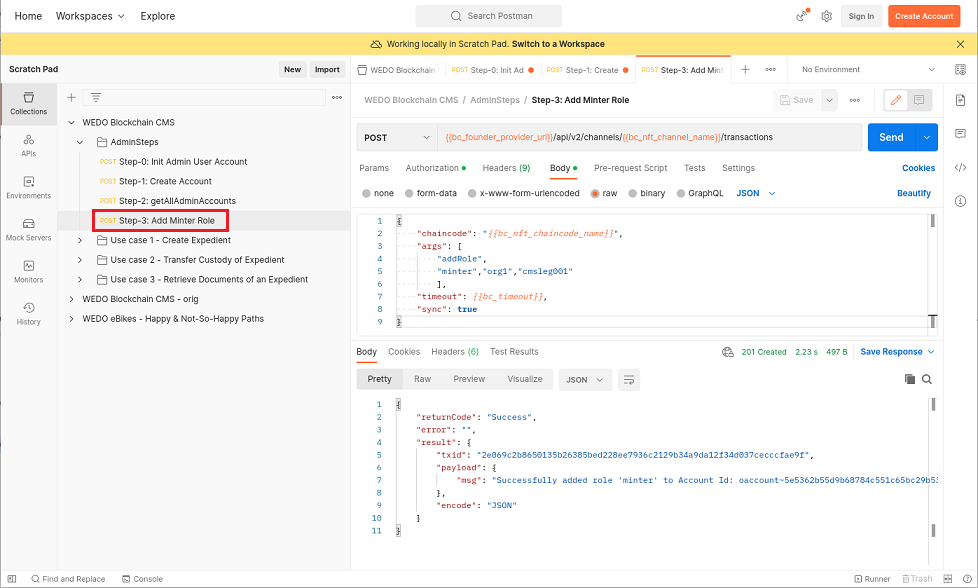 Home Workspaces Explore Search Postman Sign In Create Account
Working locally in Scratch Pad. Switch to a Workspace
Scratch Pad New Import
WEDO Blockchain POST Step-0: Init Ad POST Step-1: Create POST Step-3: Add Mint No Environment
Collections
APIs
Environments
Mock Servers
Monitors
History
WEDO Blockchain CMS
AdminSteps
POST Step-0: Init Admin User Account
POST Step-1: Create Account
POST Step-2: getAllAdminAccounts
POST Step-3: Add Minter Role
Use case 1 - Create Expedient
Use case 2 - Transfer Custody of Expedient
Use case 3 - Retrieve Documents of an Expedient
WEDO Blockchain CMS - orig
WEDO eBikes - Happy & Not-So-Happy Paths
WEDO Blockchain CMS / AdminSteps / Step-3: Add Minter Role Save
POST {{bc_founder_provider_url}}/api/v2/channels/{{bc_nft_channel_name}}/transactions Send
Params Authorization Headers (9) Body Pre-request Script Tests Settings Cookies
none form-data x-www-form-urlencoded raw binary GraphQL JSON Beautify
1 {
2 "chaincode": "{{bc_nft_chaincode_name}}",
3 "args": [
4 "addRole",
5 "minter","org1","cmsleg001"
6 ],
7 "timeout": {{bc_timeout}},
8 "sync": true
9 }
Body Cookies Headers (6) Test Results 201 Created 2.23 s 497 B Save Response
Pretty Raw Preview Visualize JSON
1 {
2 "returnCode": "Success",
3 "error": "",
4 "result": {
5 "txid": "2e069c2b8650135b26385bed228ee7936c2129b34a9da12f34d037cecccfae9f",
6 "payload": {
7 "msg": "Successfully added role 'minter' to Account Id: oaccount~5e5362b55d9b68784c551c65bc29b53
8 },
9 "encode": "JSON"
10 }
11 }
Find and Replace Console Runner Trash